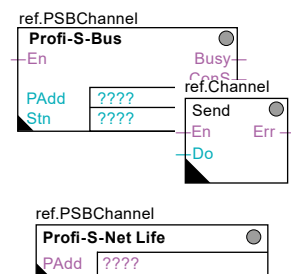 ref.PSBChannel
Profi-S-Bus
En Busy
ConS
PAdd ????
Stn ????
ref.Channel
Send
En Err
Do
ref.PSBChannel
Profi-S-Net Life
PAdd ????